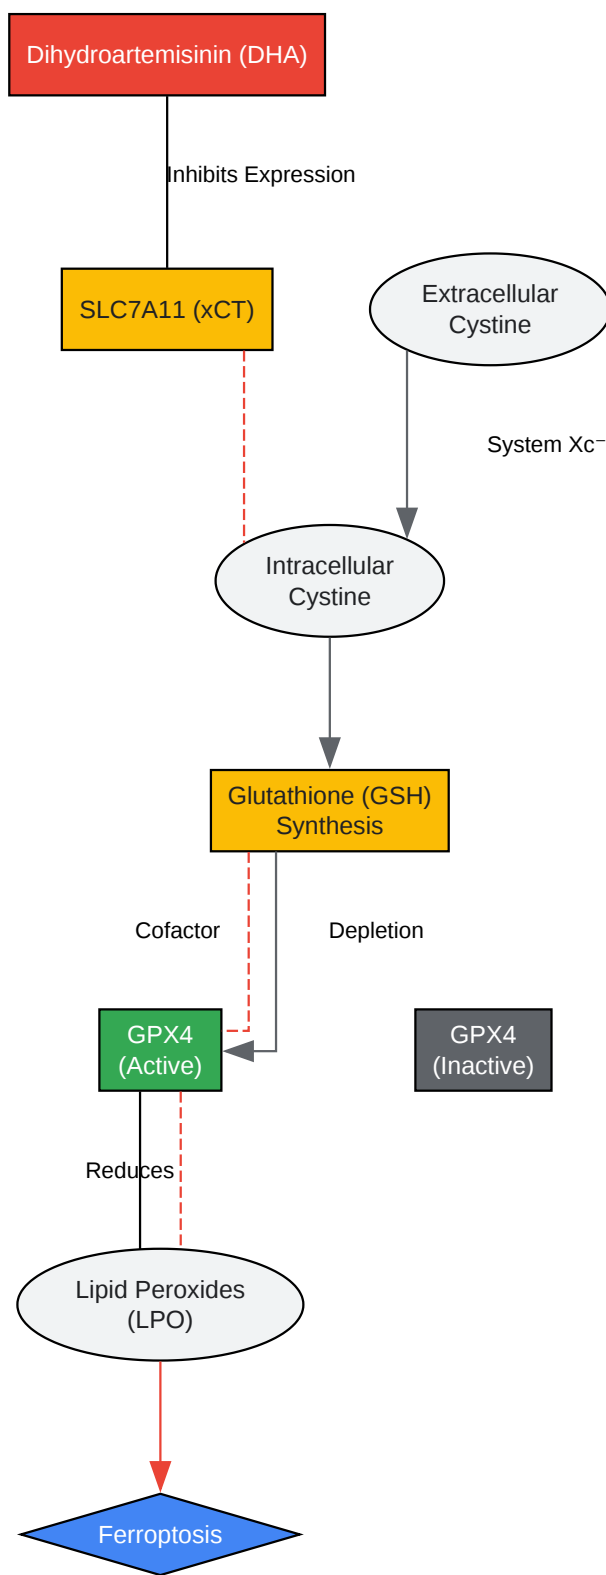 Dihydroartemisinin (DHA)
Inhibits Expression
SLC7A11 (xCT)
Extracellular
Cystine
System Xc⁻
Intracellular
Cystine
Glutathione (GSH)
Synthesis
Cofactor
Depletion
GPX4
(Active)
GPX4
(Inactive)
Reduces
Lipid Peroxides
(LPO)
Ferroptosis